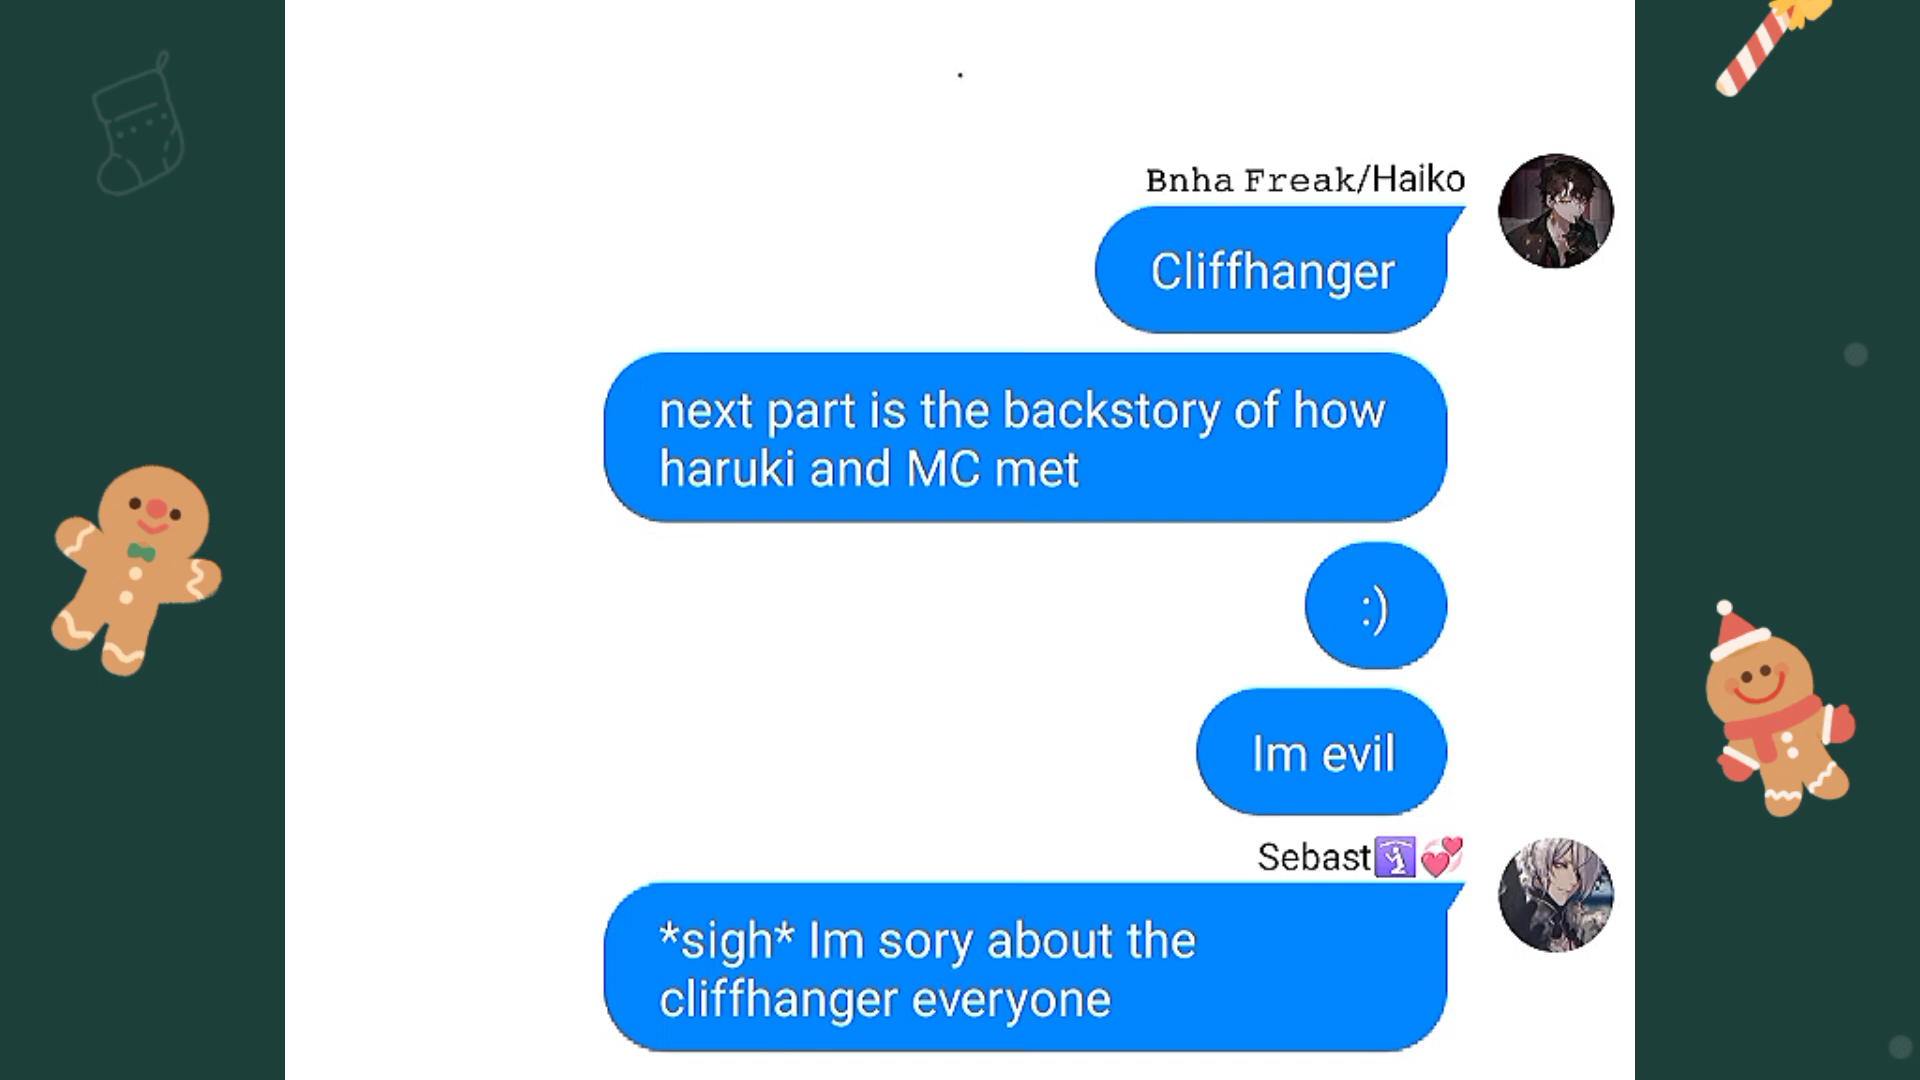 Bnha Freak/Haiko
Cliffhanger
next part is the backstory of how
haruki and MC met
:)
Im evil
Sebast🛐💞
*sigh* Im sory about the
cliffhanger everyone